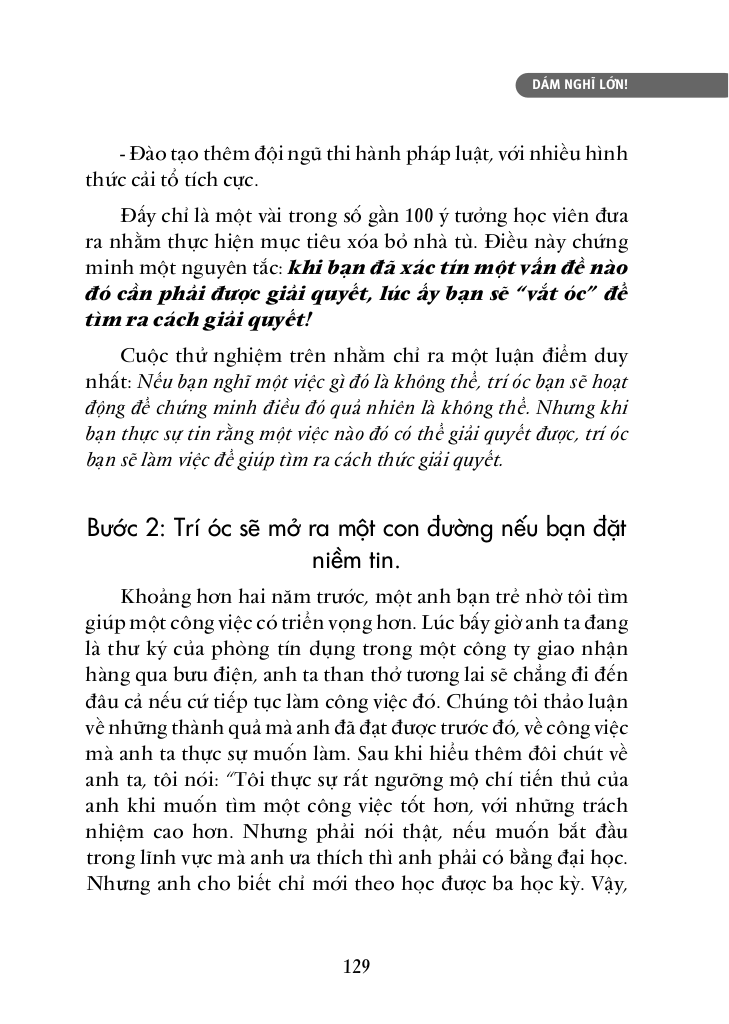 DÁM NGHĨ LỚN!
- Đào tạo thêm đội ngũ thi hành pháp luật, với nhiều hình
thức cải tổ tích cực.
Đấy chỉ là một vài trong số gần 100 ý tưởng học viên đưa
ra nhằm thực hiện mục tiêu xóa bỏ nhà tù. Điều này chứng
minh một nguyên tắc: khi bạn đã xác tín một vấn đề nào
đó cần phải được giải quyết, lúc ấy bạn sẽ “vắt óc” để
tìm ra cách giải quyết!
Cuộc thử nghiệm trên nhằm chỉ ra một luận điểm duy
nhất: Nếu bạn nghĩ một việc gì đó là không thể, trí óc bạn sẽ hoạt
động để chứng minh điều đó quả nhiên là không thể. Nhưng khi
bạn thực sự tin rằng một việc nào đó có thể giải quyết được, trí óc
bạn sẽ làm việc để giúp tìm ra cách thức giải quyết.
Bước 2: Trí óc sẽ mở ra một con đường nếu bạn đặt
niềm tin.
Khoảng hơn hai năm trước, một anh bạn trẻ nhờ tôi tìm
giúp một công việc có triển vọng hơn. Lúc bấy giờ anh ta đang
là thư ký của phòng tín dụng trong một công ty giao nhận
hàng qua bưu điện, anh ta than thở tương lai sẽ chẳng đi đến
đâu cả nếu cứ tiếp tục làm công việc đó. Chúng tôi thảo luận
về những thành quả mà anh đã đạt được trước đó, về công việc
mà anh ta thực sự muốn làm. Sau khi hiểu thêm đôi chút về
anh ta, tôi nói: “Tôi thực sự rất ngưỡng mộ chí tiến thủ của
anh khi muốn tìm một công việc tốt hơn, với những trách
nhiệm cao hơn. Nhưng phải nói thật, nếu muốn bắt đầu
trong lĩnh vực mà anh ưa thích thì anh phải có bằng đại học.
Nhưng anh cho biết chỉ mới theo học được ba học kỳ. Vậy,
129